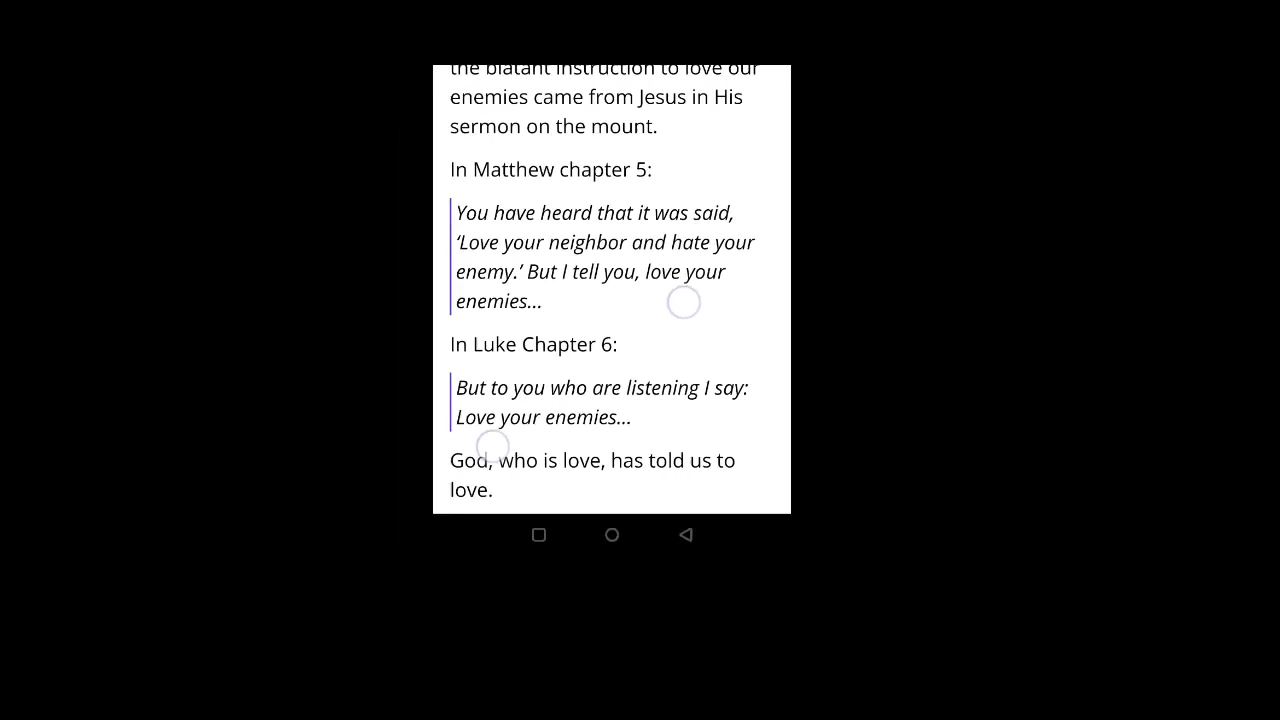 the blatant instruction to love our
enemies came from Jesus in His
sermon on the mount.
In Matthew chapter 5:
You have heard that it was said,
‘Love your neighbor and hate your
enemy.’ But I tell you, love your
enemies...
In Luke Chapter 6:
But to you who are listening I say:
Love your enemies...
God, who is love, has told us to
love.